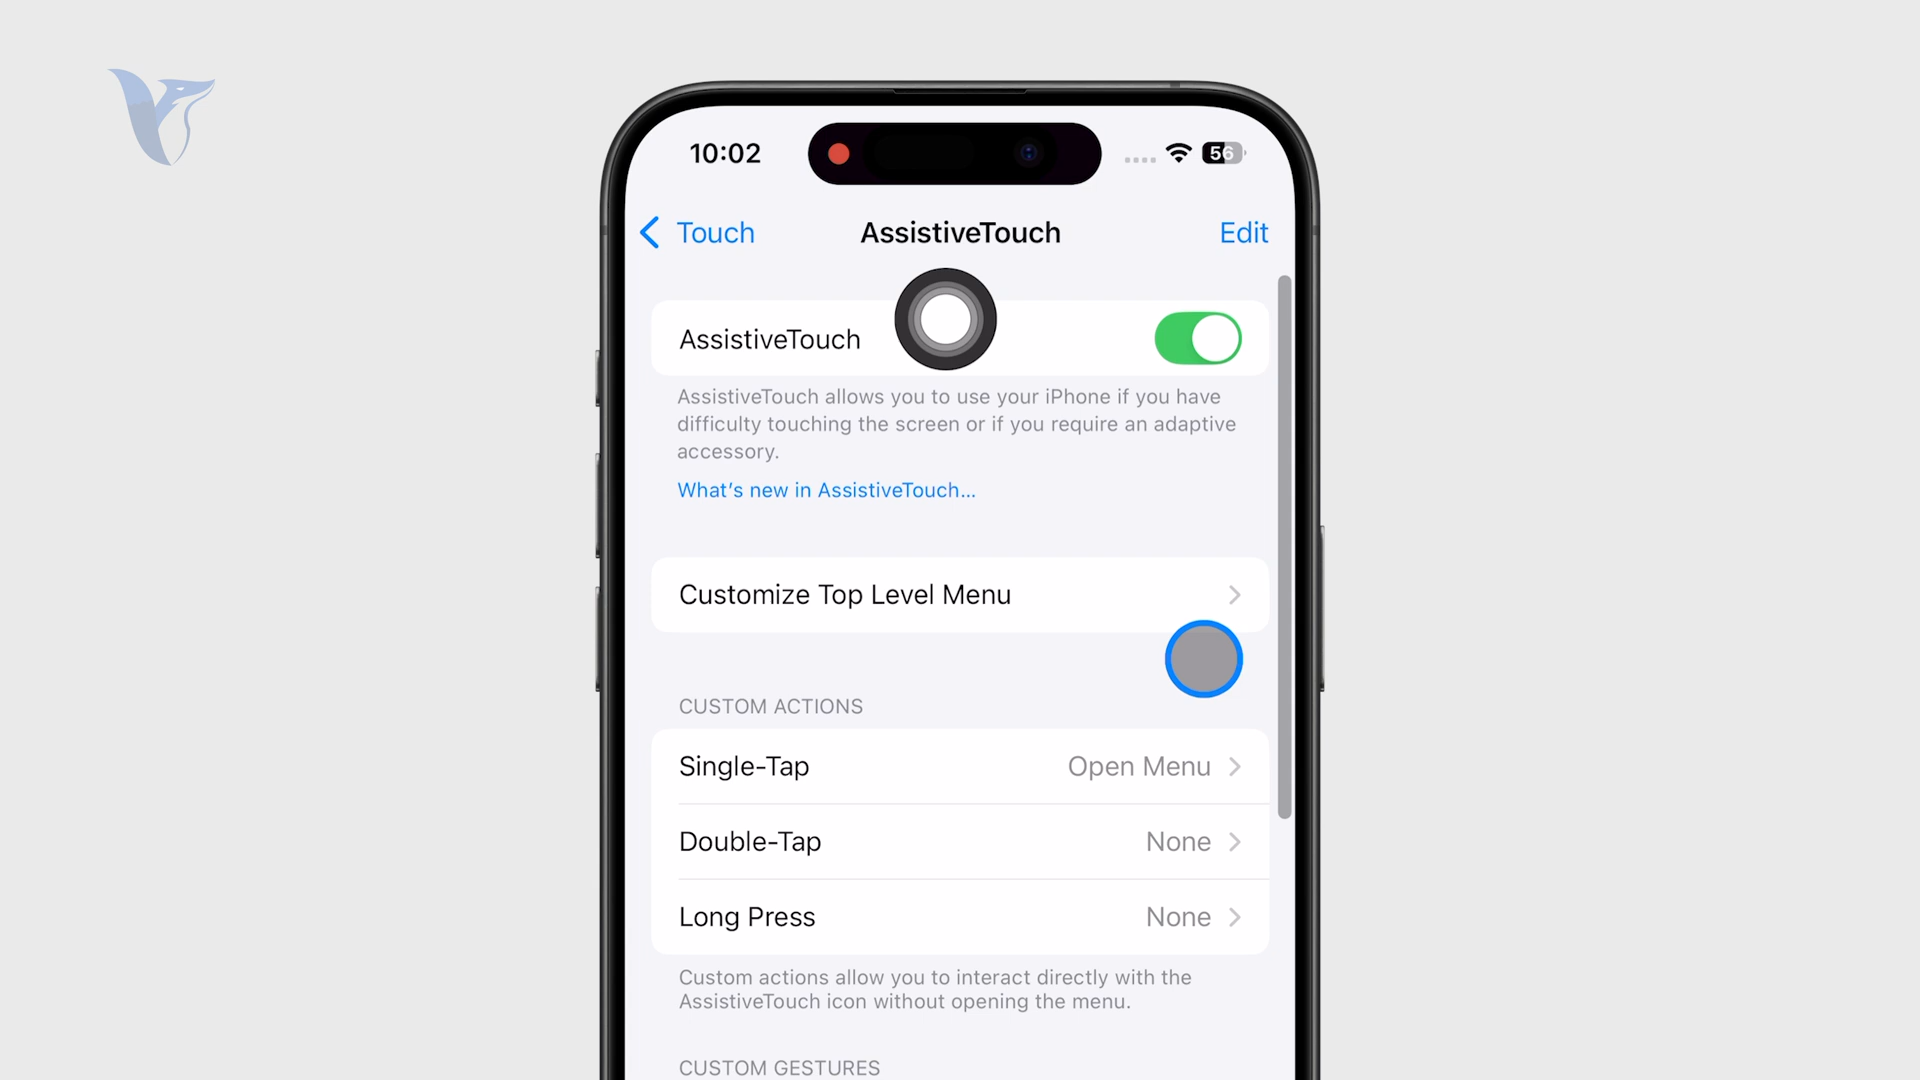 10:02
56
Touch
AssistiveTouch
Edit
AssistiveTouch
AssistiveTouch allows you to use your iPhone if you have
difficulty touching the screen or if you require an adaptive
accessory.
What's new in AssistiveTouch...
Customize Top Level Menu
CUSTOM ACTIONS
Single-Tap Open Menu
Double-Tap None
Long Press None
Custom actions allow you to interact directly with the
AssistiveTouch icon without opening the menu.
CUSTOM GESTURES